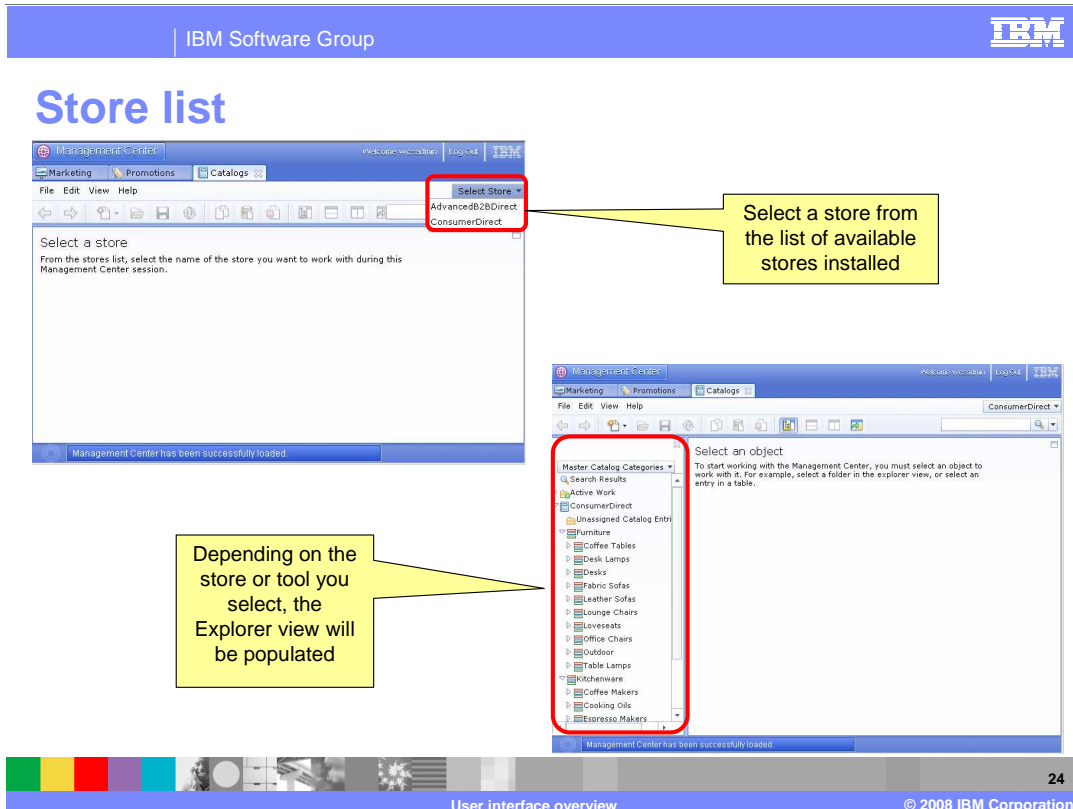 IBM Software Group
IBM
Store list
Management Center
Welcome wcsadmin
Log Out
IBM
Marketing
Promotions
Catalogs
File Edit View Help
Select Store
AdvancedB2BDirect
ConsumerDirect
Select a store
From the stores list, select the name of the store you want to work with during this
Management Center session.
Management Center has been successfully loaded.
Select a store from
the list of available
stores installed
Management Center
Welcome wcsadmin
Log Out
IBM
Marketing
Promotions
Catalogs
File Edit View Help
ConsumerDirect
Master Catalog Categories
Search Results
Active Work
ConsumerDirect
Unassigned Catalog Entri
Furniture
Coffee Tables
Desk Lamps
Desks
Fabric Sofas
Leather Sofas
Lounge Chairs
Loveseats
Office Chairs
Outdoor
Table Lamps
Kitchenware
Coffee Makers
Cooking Oils
Espresso Makers
Select an object
To start working with the Management Center, you must select an object to
work with it. For example, select a folder in the explorer view, or select an
entry in a table.
Management Center has been successfully loaded.
Depending on the
store or tool you
select, the
Explorer view will
be populated
24
User interface overview
© 2008 IBM Corporation